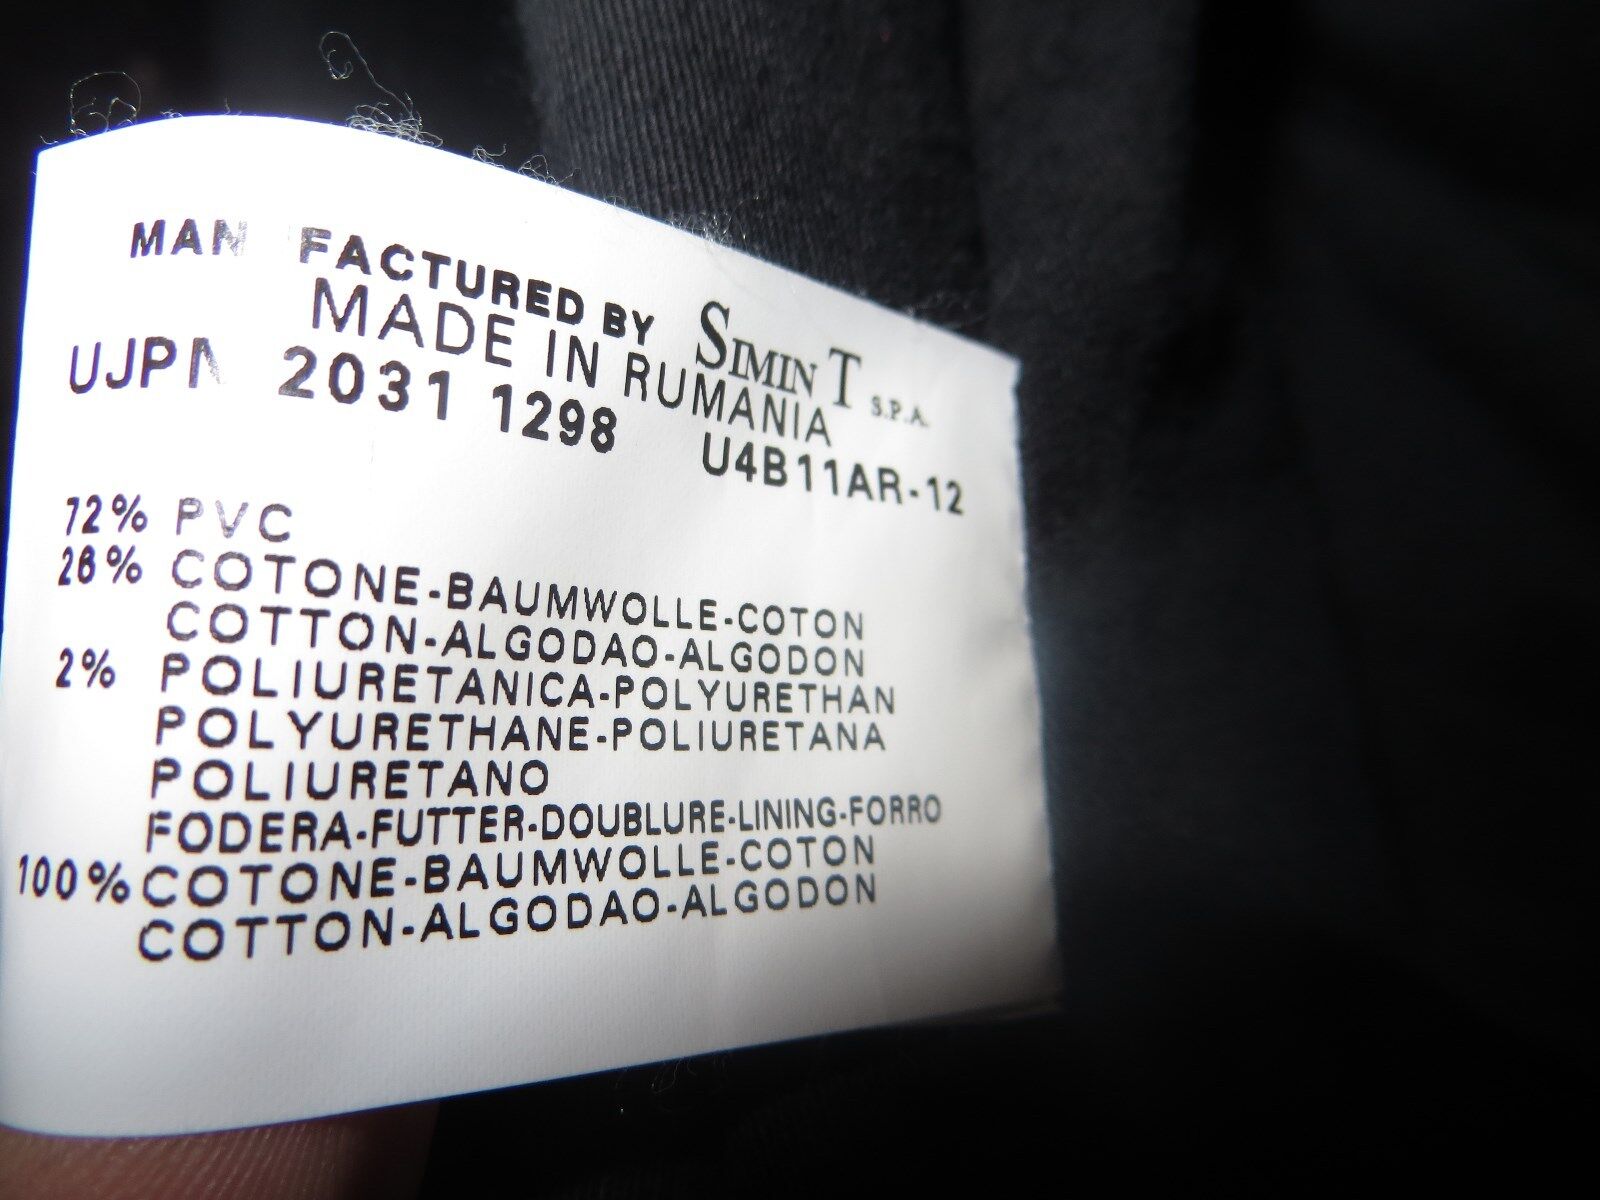 MAN FACTURED BY SIMINT S.P.A.
MADE IN RUMANIA
UJPN 2031 1298 U4B11AR-12
72% PVC
26% COTONE-BAUMWOLLE-COTON
COTTON-ALGODAO-ALGODON
2% POLIURETANICA-POLYURETHAN
POLYURETHANE-POLIURETANA
POLIURETANO
FODERA-FUTTER-DOUBLURE-LINING-FORRO
100% COTONE-BAUMWOLLE-COTON
COTTON-ALGODAO-ALGODON